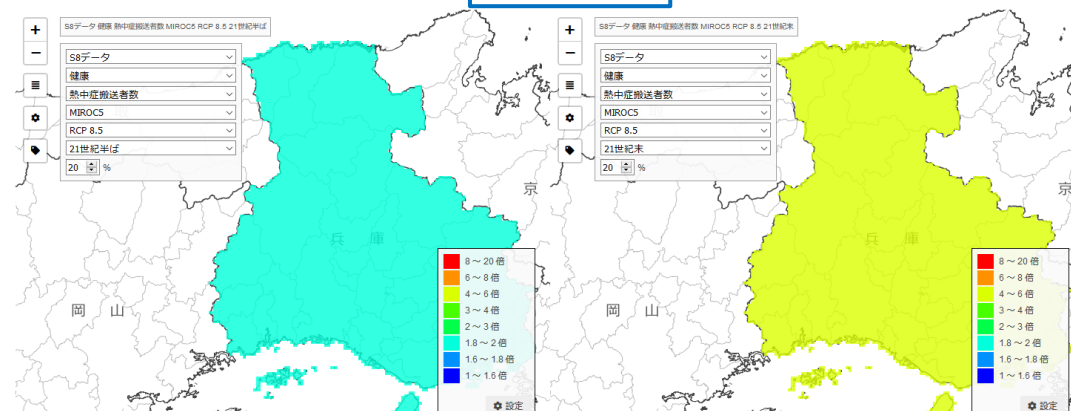 S8データ 健康 熱中症搬送者数 MIROC5 RCP 8.5 21世紀半ば
S8データ
健康
熱中症搬送者数
MIROC5
RCP 8.5
21世紀半ば
20 %
京
兵 庫
岡 山
8～20 倍
6～8 倍
4～6 倍
3～4 倍
2～3 倍
1.8～2 倍
1.6～1.8 倍
1～1.6 倍
設定
S8データ 健康 熱中症搬送者数 MIROC5 RCP 8.5 21世紀末
S8データ
健康
熱中症搬送者数
MIROC5
RCP 8.5
21世紀末
20 %
京
兵 庫
岡 山
8～20 倍
6～8 倍
4～6 倍
3～4 倍
2～3 倍
1.8～2 倍
1.6～1.8 倍
1～1.6 倍
設定